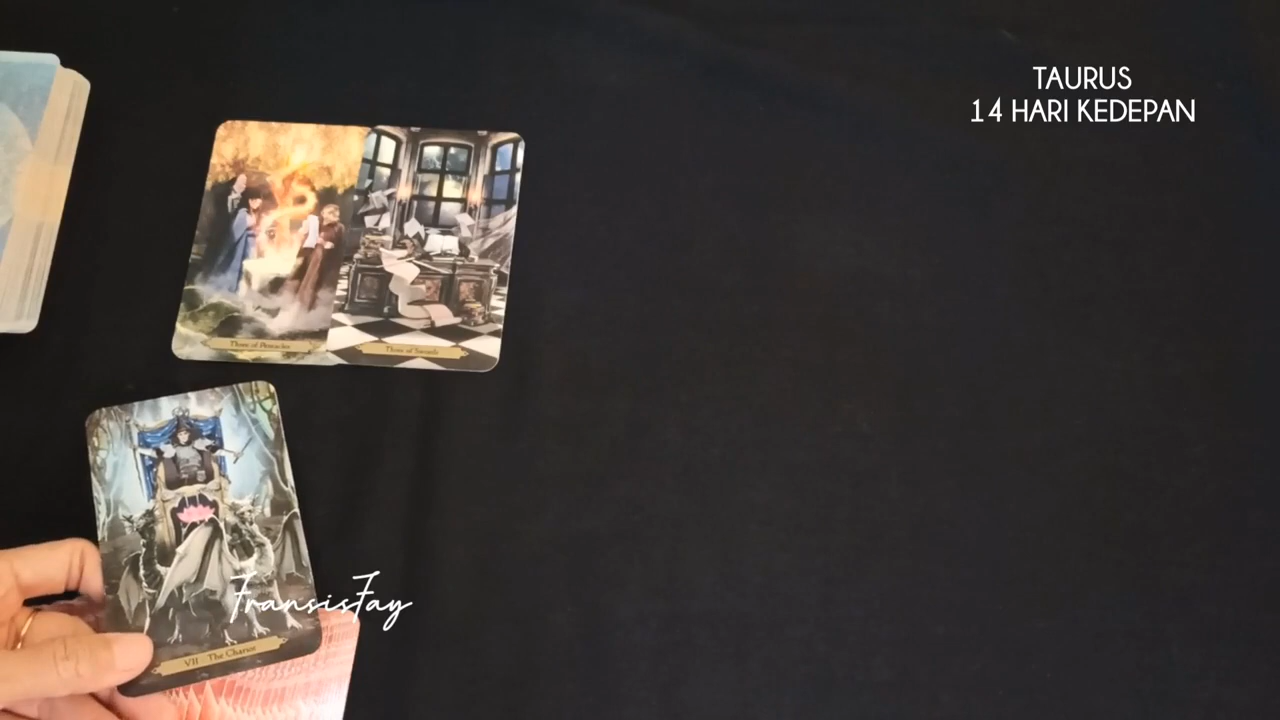 TAURUS
14 HARI KEDEPAN
Three of Pentacles
Three of Swords
VII The Chariot
FransisFay